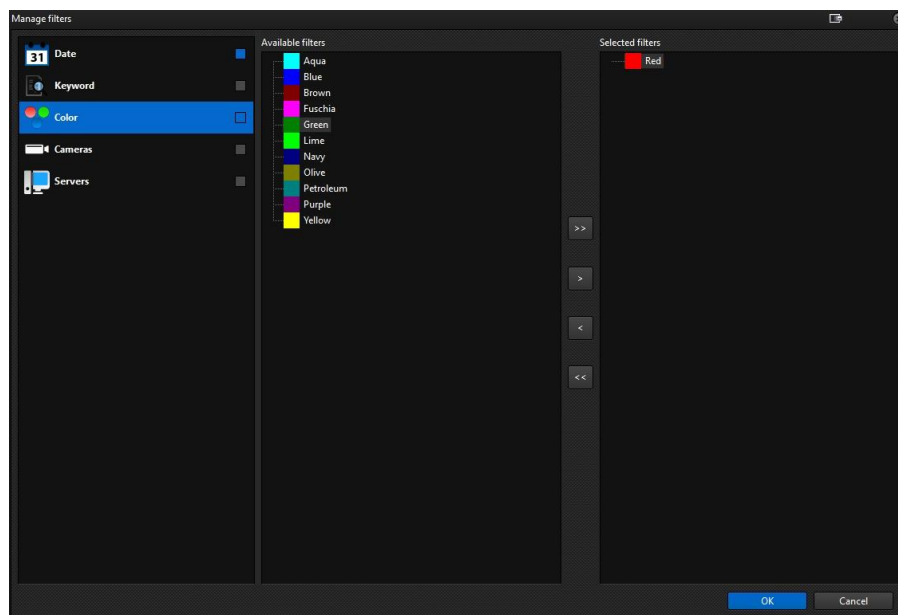 Manage filters
31
Date
Keyword
Color
Cameras
Servers
Available filters
Aqua
Blue
Brown
Fuschia
Green
Lime
Navy
Olive
Petroleum
Purple
Yellow
>>
>
<
<<
Selected filters
Red
OK
Cancel